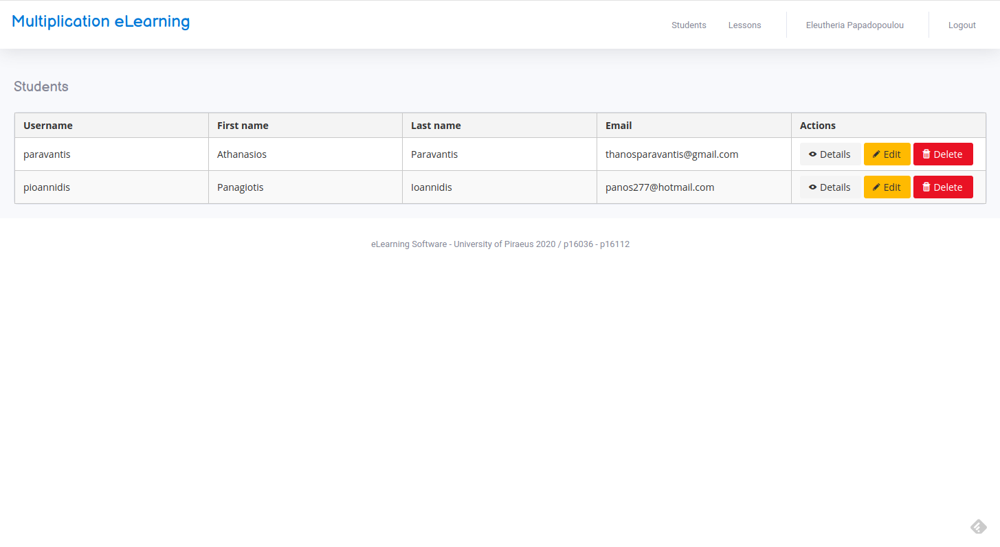 Multiplication eLearning
Students Lessons Eleutheria Papadopoulou Logout
Students
Username First name Last name Email Actions
paravantis Athanasios Paravantis thanosparavantis@gmail.com Details Edit Delete
pioannidis Panagiotis Ioannidis panos277@hotmail.com Details Edit Delete
eLearning Software - University of Piraeus 2020 / p16036 - p16112